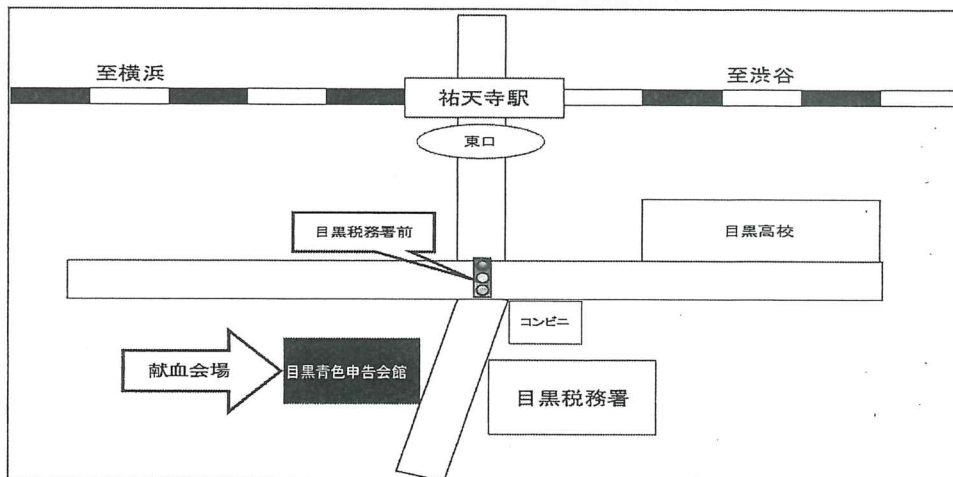 至横浜
至渋谷
祐天寺駅
東口
目黒税務署前
目黒高校
コンビニ
献血会場
目黒青色申告会館
目黒税務署